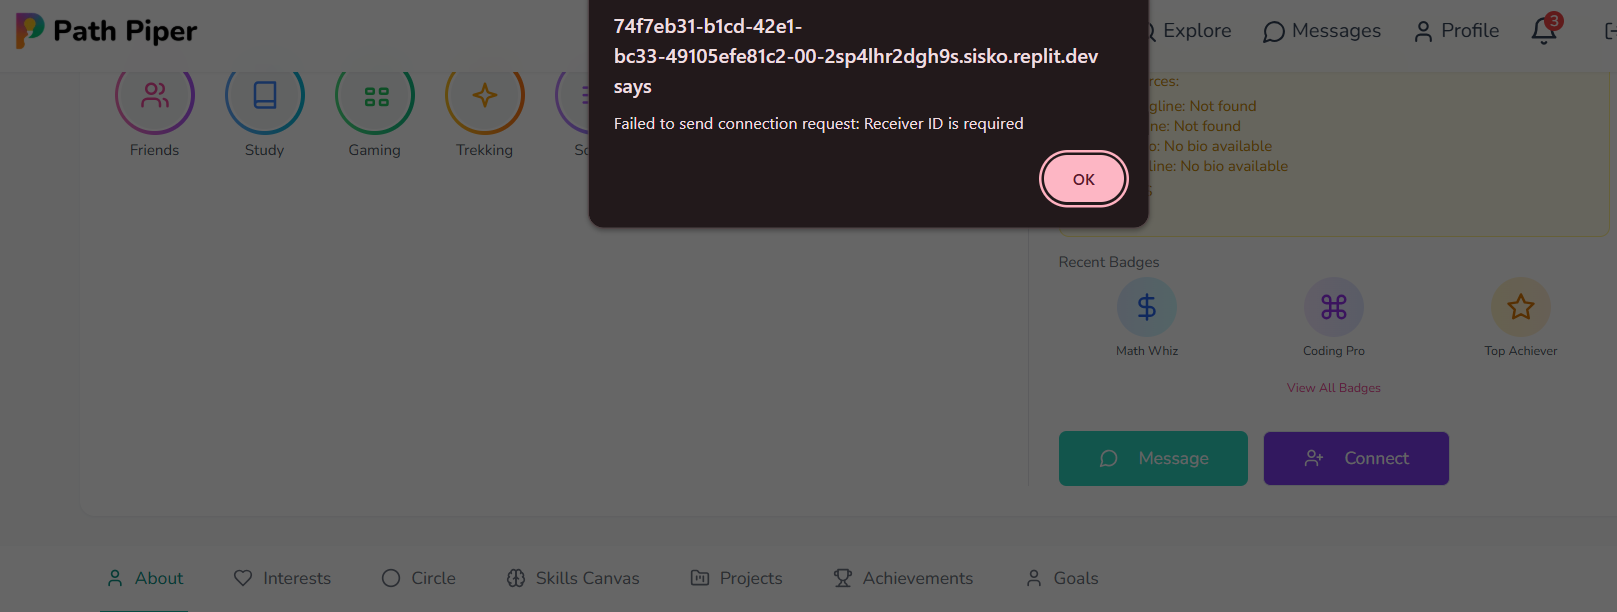 Path Piper
74f7eb31-b1cd-42e1-
bc33-49105efe81c2-00-2sp4lhr2dgh9s.sisko.replit.dev
says
Failed to send connection request: Receiver ID is required
OK
Explore
Messages
Profile
3
Friends
Study
Gaming
Trekking
rces:
gline: Not found
ne: Not found
o: No bio available
line: No bio available
Recent Badges
Math Whiz
Coding Pro
Top Achiever
View All Badges
Message
Connect
About
Interests
Circle
Skills Canvas
Projects
Achievements
Goals